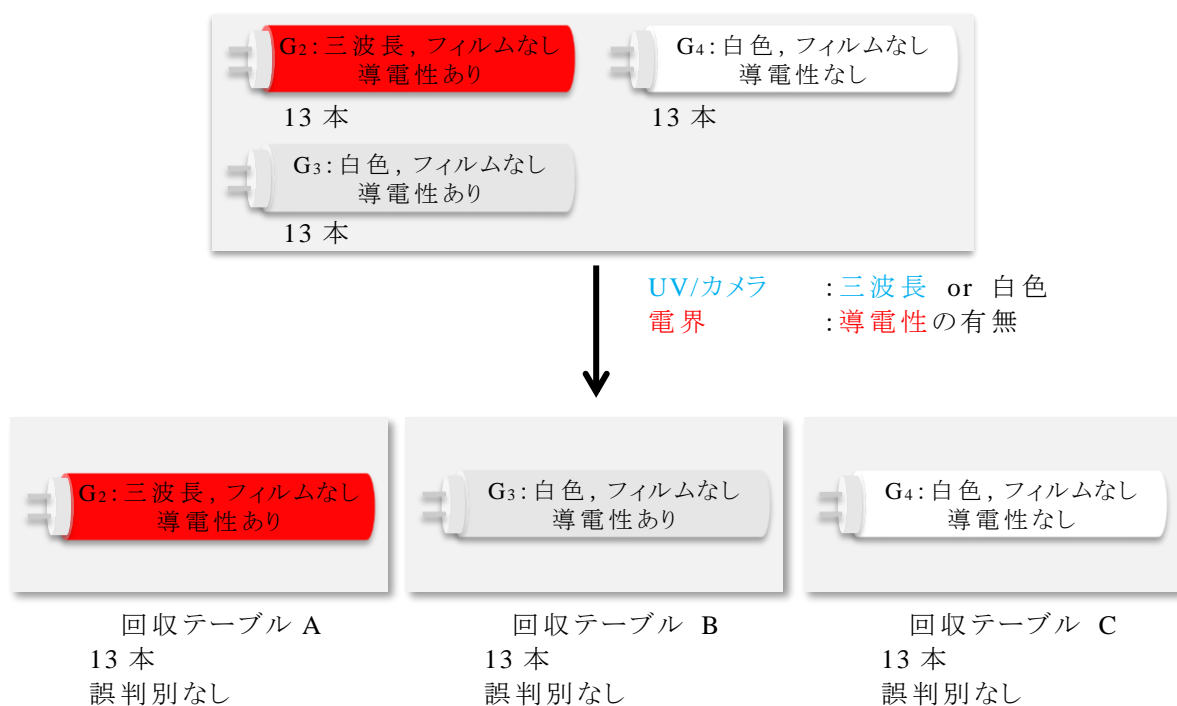 G2:三波長,フィルムなし
導電性あり
13 本
G4:白色,フィルムなし
導電性なし
13 本
G3:白色,フィルムなし
導電性あり
13 本
UV/カメラ :三波長 or 白色
電界 :導電性の有無
G2:三波長,フィルムなし
導電性あり
回収テーブル A
13 本
誤判別なし
G3:白色,フィルムなし
導電性あり
回収テーブル B
13 本
誤判別なし
G4:白色,フィルムなし
導電性なし
回収テーブル C
13 本
誤判別なし